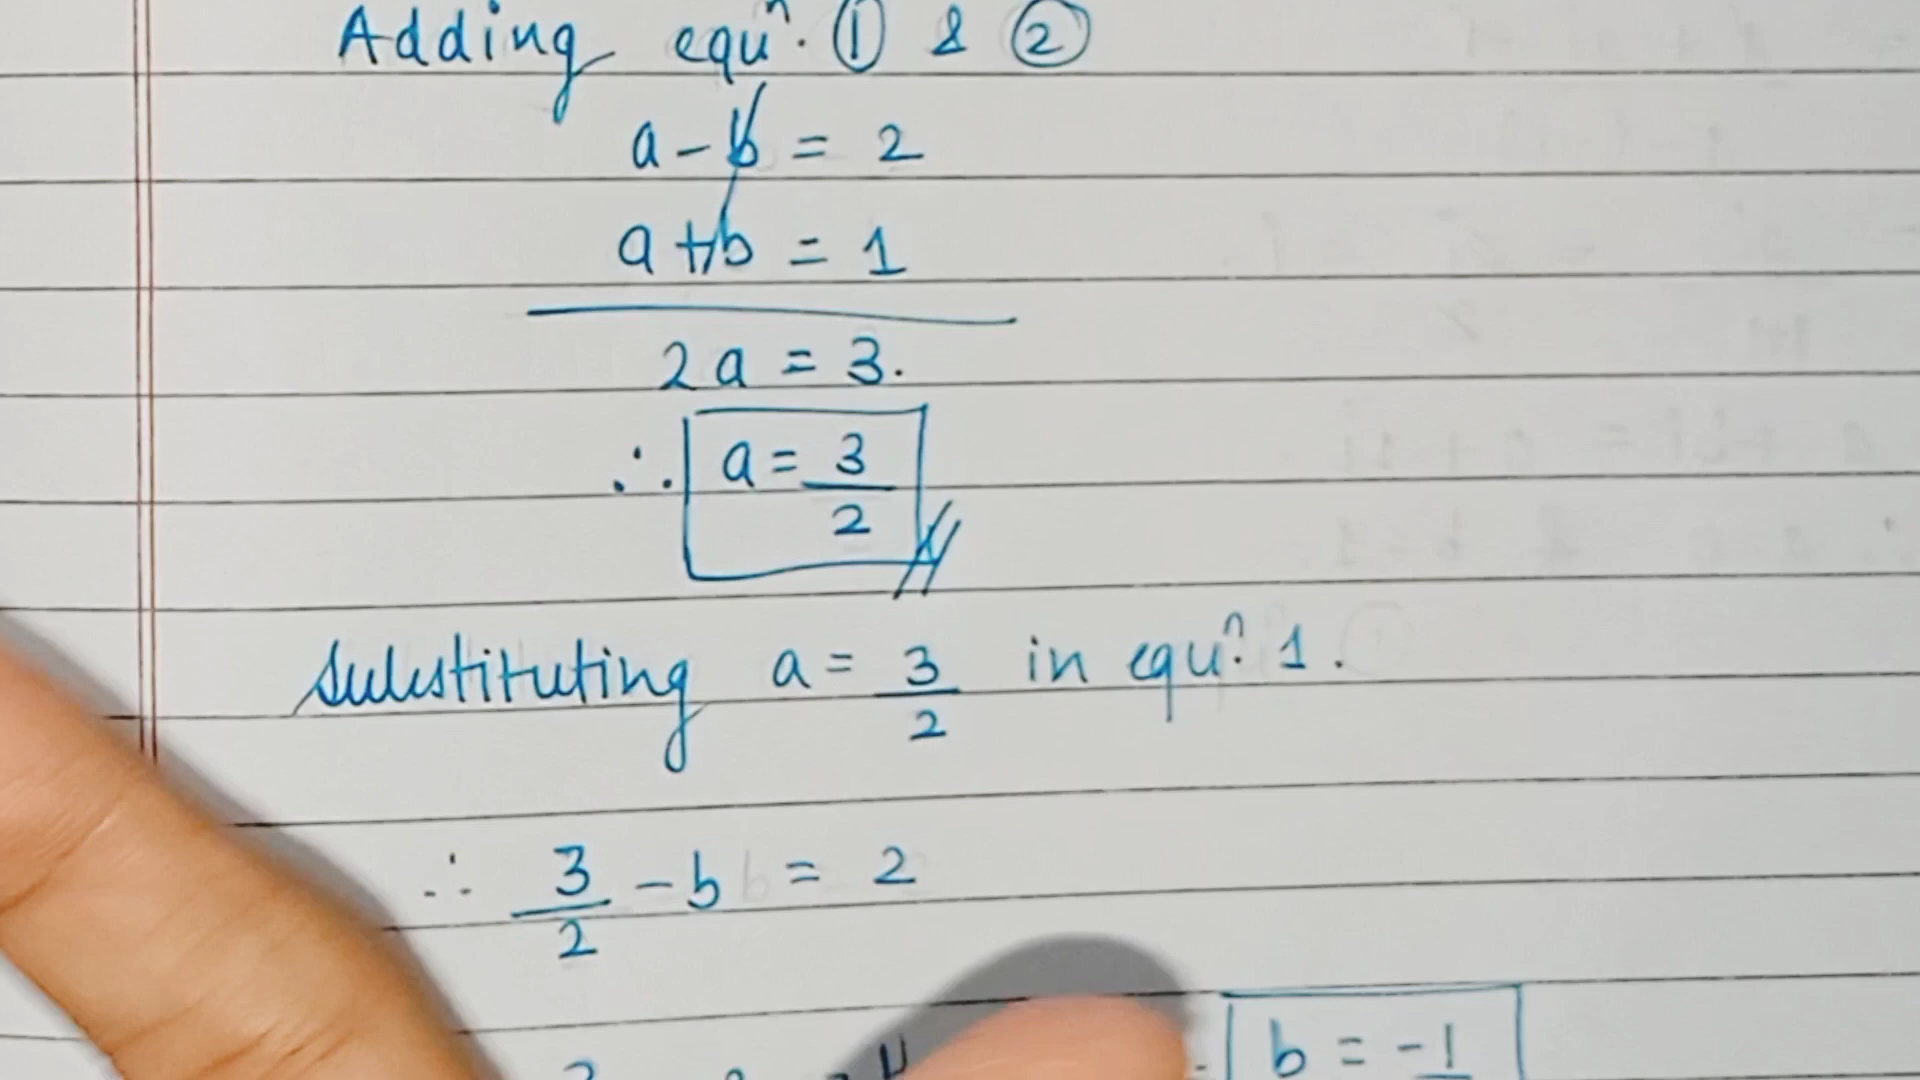 Adding equⁿ. ① & ②
a - b = 2
a + b = 1
2a = 3.
∴ a = 3/2
Substituting a = 3/2 in equⁿ. 1.
∴ 3/2 - b = 2
b = -1